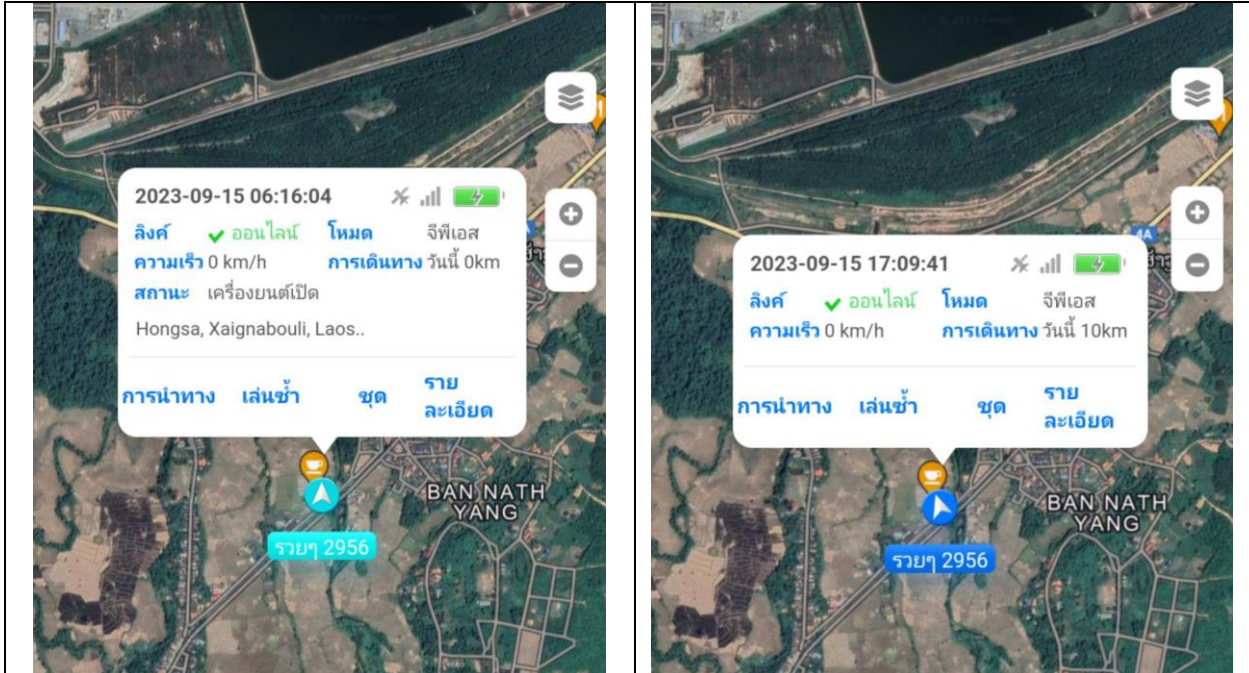 2023-09-15 06:16:04
ลิงค์ ออนไลน์ โหมด จีพีเอส
ความเร็ว 0 km/h การเดินทาง วันนี้ 0km
สถานะ เครื่องยนต์เปิด
Hongsa, Xaignabouli, Laos..
การนำทาง เล่นซ้ำ ชุด ราย
ละเอียด
BAN NATH
YANG
รวยๆ 2956
4A
2023-09-15 17:09:41
ลิงค์ ออนไลน์ โหมด จีพีเอส
ความเร็ว 0 km/h การเดินทาง วันนี้ 10km
การนำทาง เล่นซ้ำ ชุด ราย
ละเอียด
BAN NATH
YANG
รวยๆ 2956